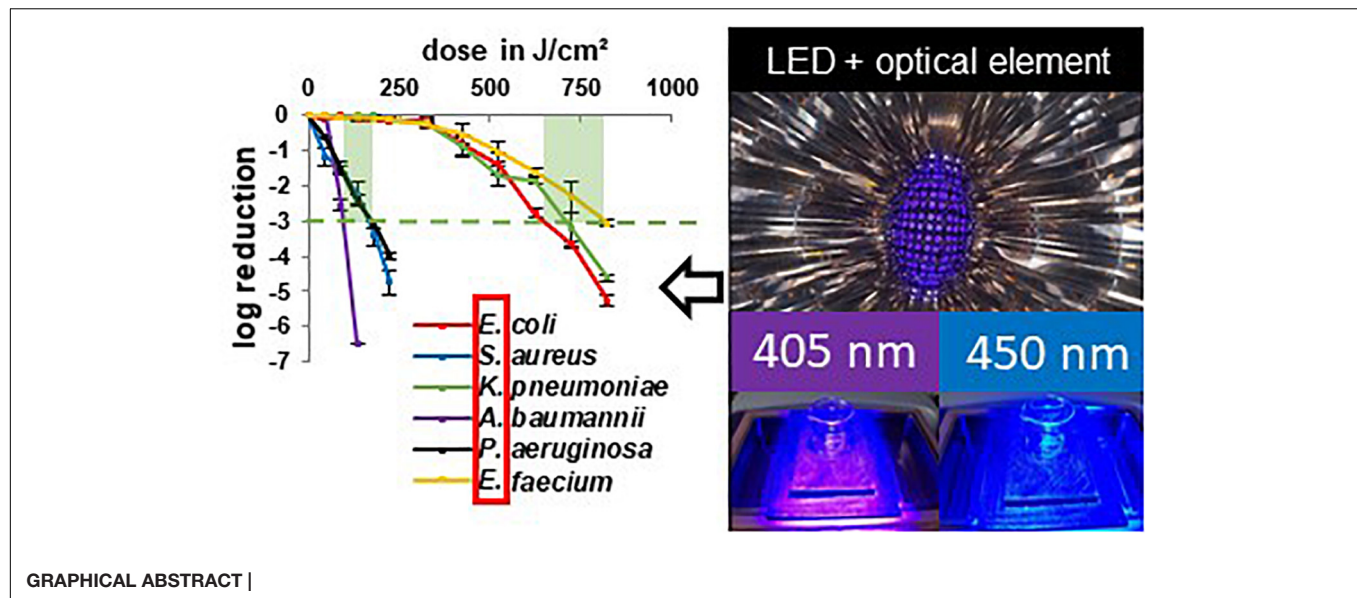 dose in J/cm²
0 250 500 750 1000
log reduction
-0
-1
-2
-3
-4
-5
-6
-7
E. coli
S. aureus
K. pneumoniae
A. baumannii
P. aeruginosa
E. faecium
LED + optical element
405 nm 450 nm
GRAPHICAL ABSTRACT |